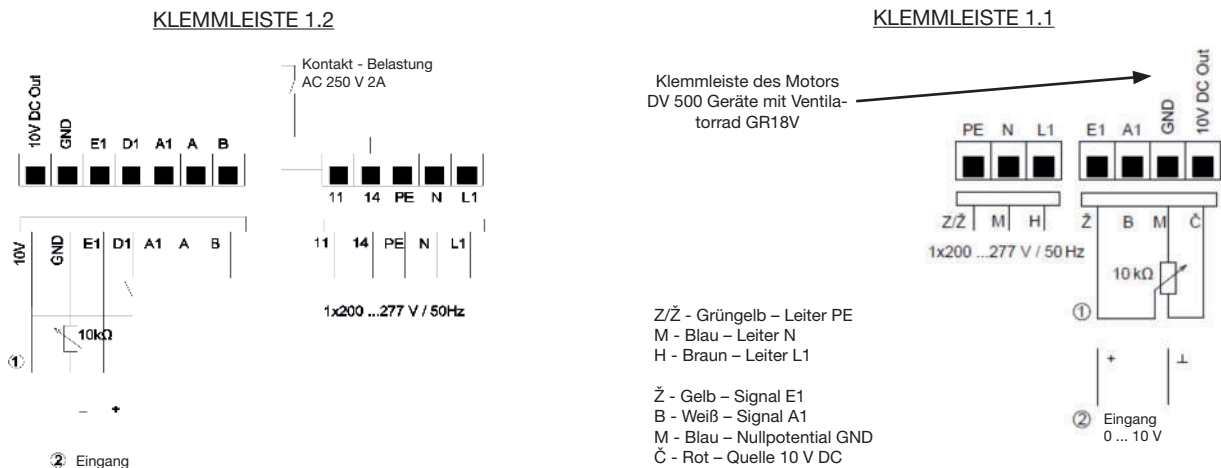 KLEMMLEISTE 1.2
Kontakt - Belastung
AC 250 V 2A
10V DC Out
GND
E1 D1 A1 A B
11 14 PE N L1
10V
GND
E1 D1 A1 A B
11 14 PE N L1
1x200 ...277 V / 50Hz
10kΩ
①
– +
② Eingang
KLEMMLEISTE 1.1
Klemmleiste des Motors
DV 500 Geräte mit Ventila-
torrad GR18V
PE N L1
E1 A1 GND 10V DC Out
Z/Ž M H
Ž B M Č
1x200 ...277 V / 50 Hz
10 kΩ
①
+ ⊥
② Eingang
0 ... 10 V
Z/Ž - Grüngelb – Leiter PE
M - Blau – Leiter N
H - Braun – Leiter L1
Ž - Gelb – Signal E1
B - Weiß – Signal A1
M - Blau – Nullpotential GND
Č - Rot – Quelle 10 V DC